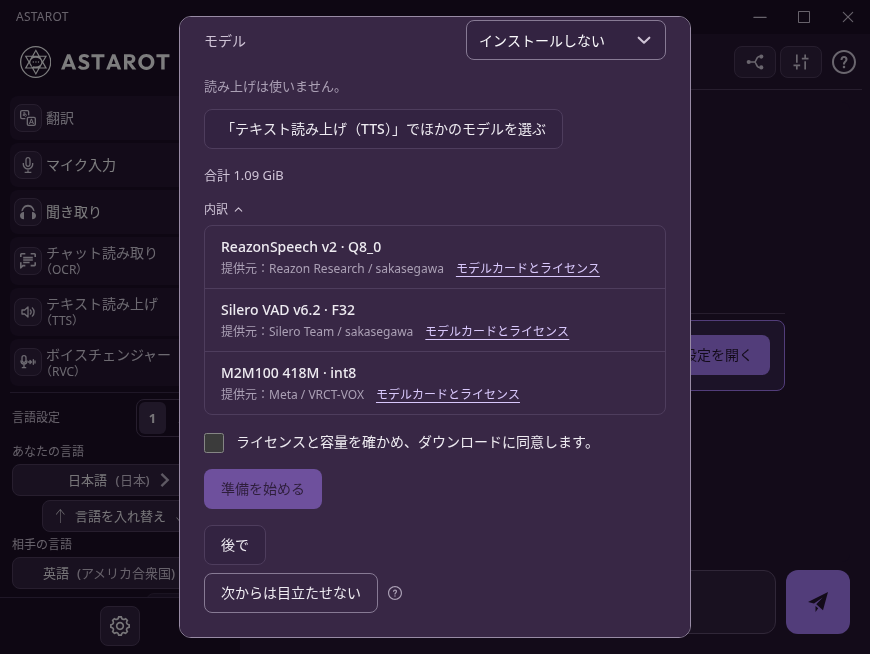 ASTAROT
ASTAROT
翻訳
マイク入力
聞き取り
チャット読み取り
（OCR）
テキスト読み上げ
（TTS）
ボイスチェンジャー
（RVC）
言語設定
1
あなたの言語
日本語 （日本）
言語を入れ替え
相手の言語
英語 （アメリカ合衆国）
モデル
インストールしない
読み上げは使いません。
「テキスト読み上げ（TTS）」でほかのモデルを選ぶ
合計 1.09 GiB
内訳
ReazonSpeech v2 · Q8_0
提供元：Reazon Research / sakasegawa モデルカードとライセンス
Silero VAD v6.2 · F32
提供元：Silero Team / sakasegawa モデルカードとライセンス
M2M100 418M · int8
提供元：Meta / VRCT-VOX モデルカードとライセンス
ライセンスと容量を確かめ、ダウンロードに同意します。
準備を始める
後で
次からは目立たせない
?
?
設定を開く